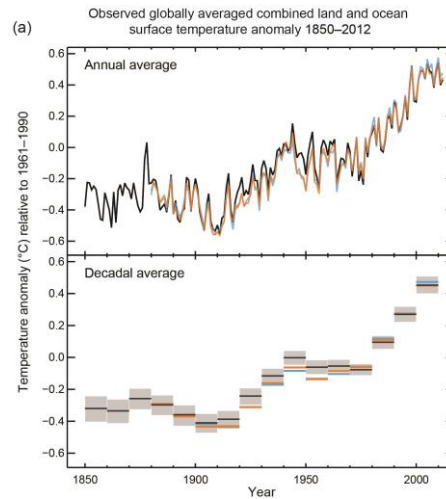 Observed globally averaged combined land and ocean
surface temperature anomaly 1850–2012
(a)
0.6
Annual average
0.4
0.2
0.0
−0.2
−0.4
−0.6
Temperature anomaly (°C) relative to 1961–1990
0.6
Decadal average
0.4
0.2
0.0
−0.2
−0.4
−0.6
1850
1900
1950
2000
Year